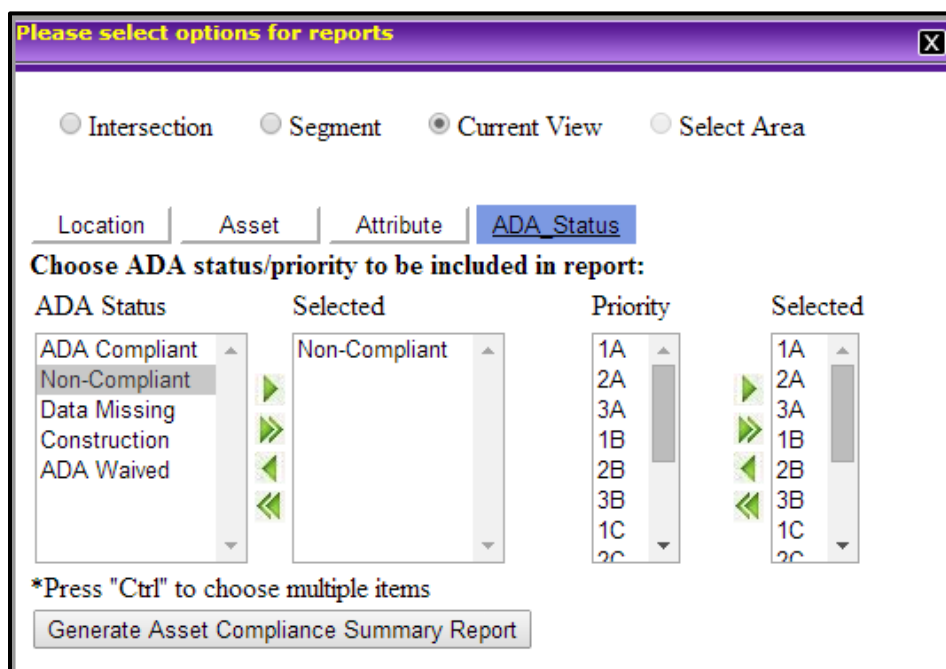 Please select options for reports
X
Intersection Segment Current View Select Area
Location Asset Attribute ADA_Status
Choose ADA status/priority to be included in report:
ADA Status Selected Priority Selected
ADA Compliant Non-Compliant 1A 1A
Non-Compliant 2A 2A
Data Missing 3A 3A
Construction 1B 1B
ADA Waived 2B 2B
3B 3B
1C 1C
2C 2C
*Press "Ctrl" to choose multiple items
Generate Asset Compliance Summary Report